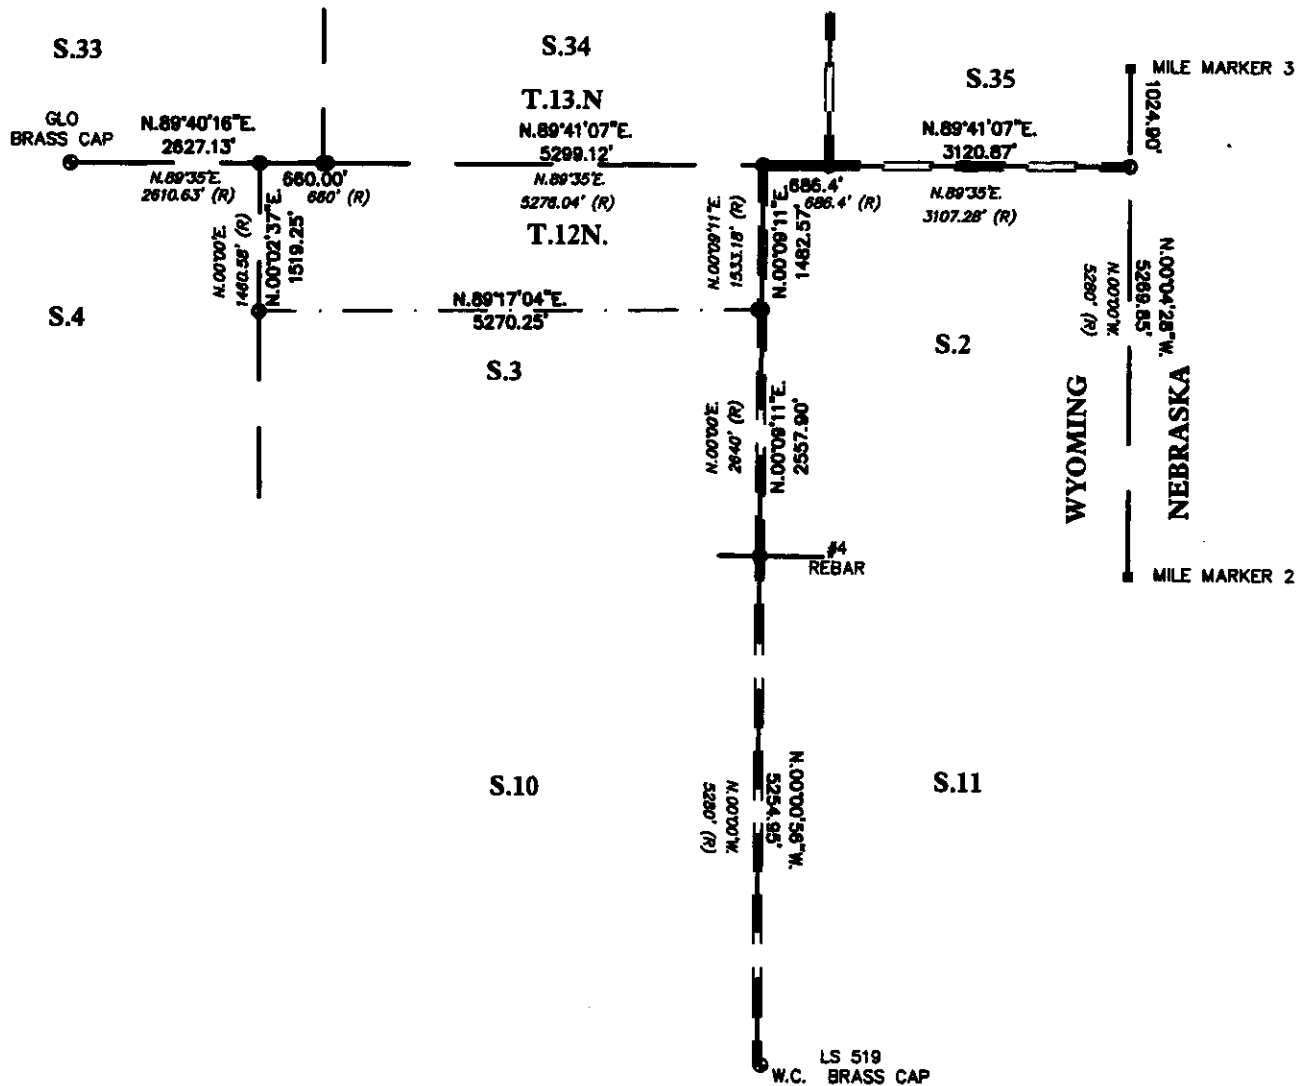 S.33
S.34
S.35
MILE MARKER 3
1024.90'
GLO
BRASS CAP
T.13.N
N.89°40'16"E.
2627.13'
N.89°41'07"E.
5299.12'
N.89°41'07"E.
3120.87'
N.89°35'E.
2610.63' (R)
660.00'
660' (R)
N.89°35'E.
5276.04' (R)
686.4'
686.4' (R)
N.89°35'E.
3107.28' (R)
T.12N.
N.00°00'E.
1460.58' (R)
N.00°02'37"E.
1519.25'
N.00°09'11"E.
1533.18' (R)
N.00°09'11"E.
1482.57'
N.00°04'28"W.
5269.85'
N.00°00'W.
5280' (R)
S.4
N.89°17'04"E.
5270.25'
S.3
S.2
WYOMING
NEBRASKA
N.00°00'E.
2640' (R)
N.00°09'11"E.
2557.90'
#4
REBAR
MILE MARKER 2
S.10
S.11
N.00°00'56"W.
5254.95'
N.00°00'W.
5280' (R)
LS 519
W.C. BRASS CAP